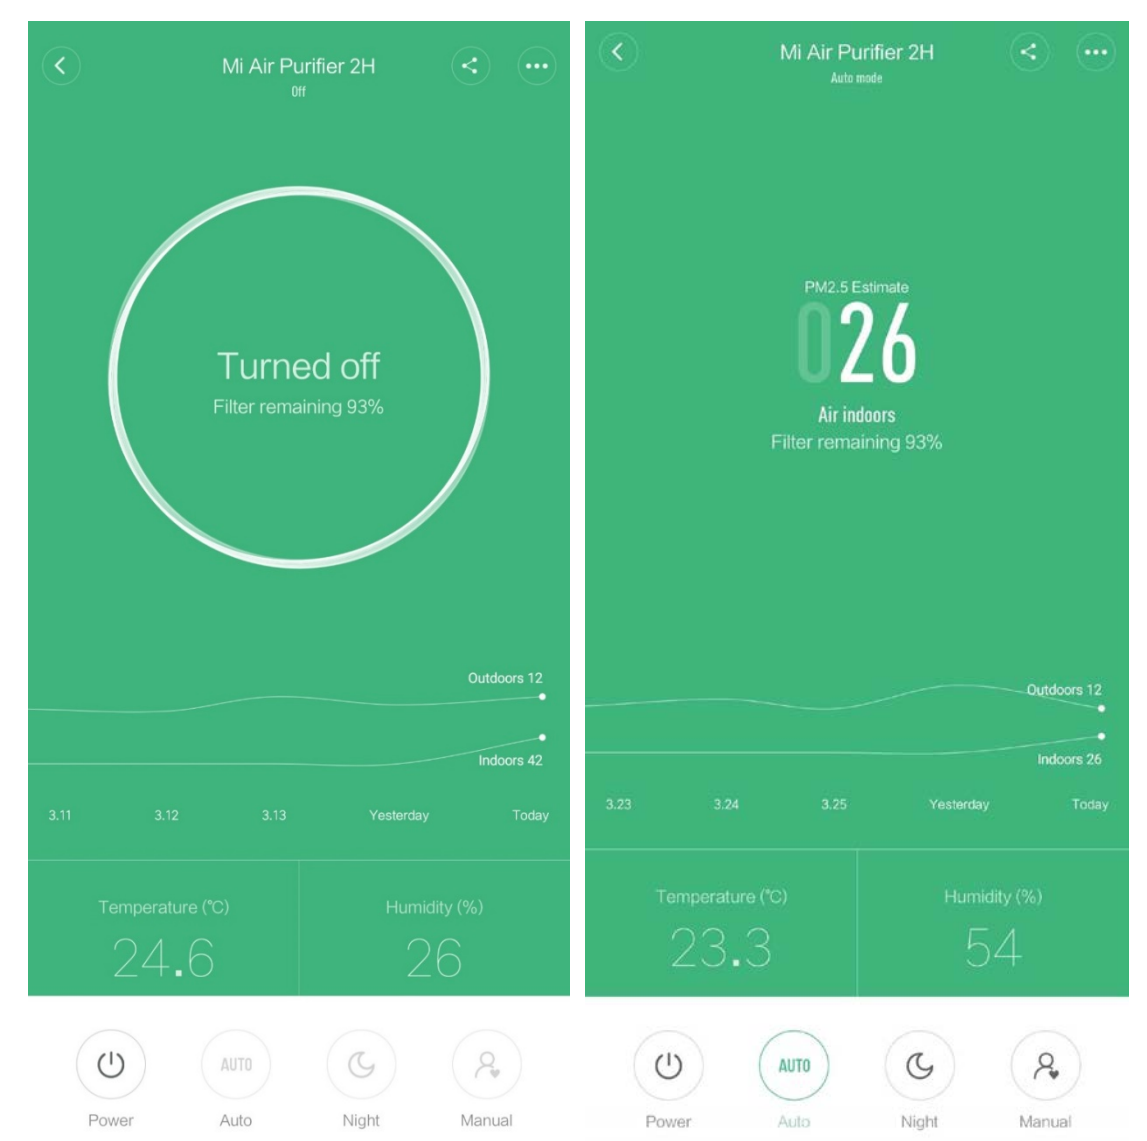 Mi Air Purifier 2H
Off
Turned off
Filter remaining 93%
Outdoors 12
Indoors 42
3.11 3.12 3.13 Yesterday Today
Temperature (°C) Humidity (%)
24.6 26
AUTO
Power Auto Night Manual
Mi Air Purifier 2H
Auto mode
PM2.5 Estimate
026
Air indoors
Filter remaining 93%
Outdoors 12
Indoors 26
3.23 3.24 3.25 Yesterday Today
Temperature (°C) Humidity (%)
23.3 54
AUTO
Power Auto Night Manual